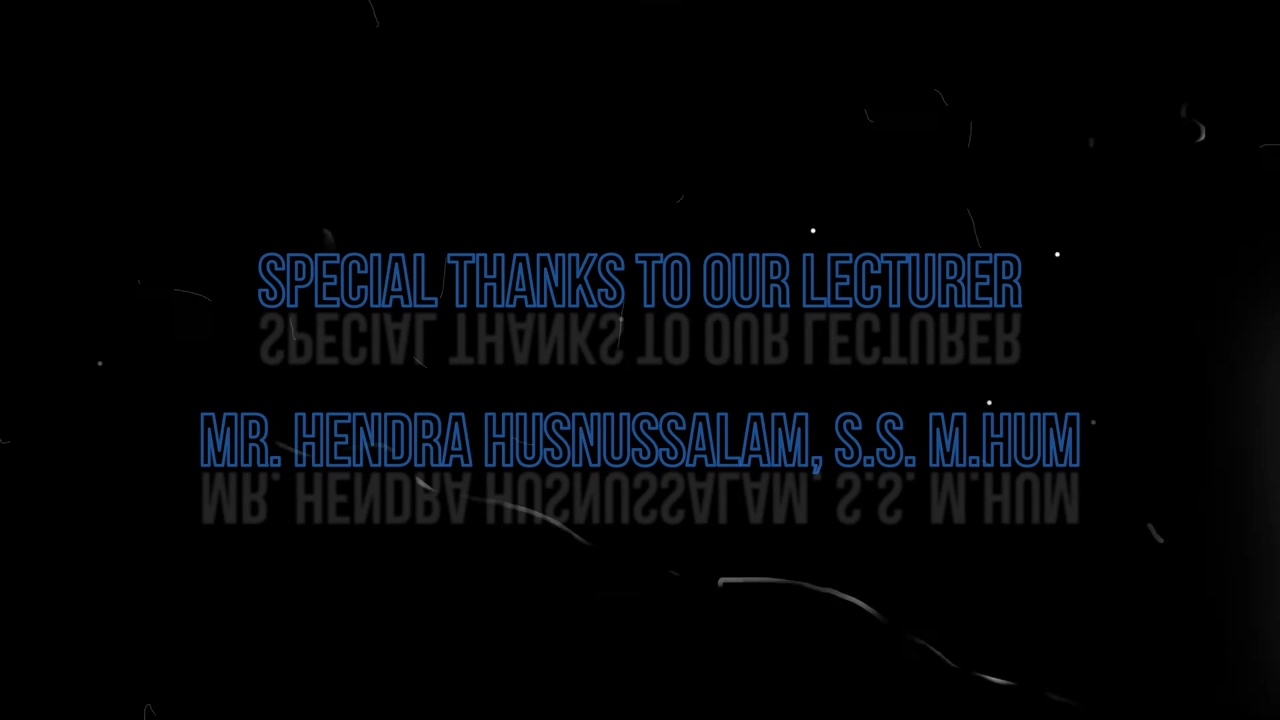 SPECIAL THANKS TO OUR LECTURER
MR. HENDRA HUSNUSSALAM, S.S. M.HUM